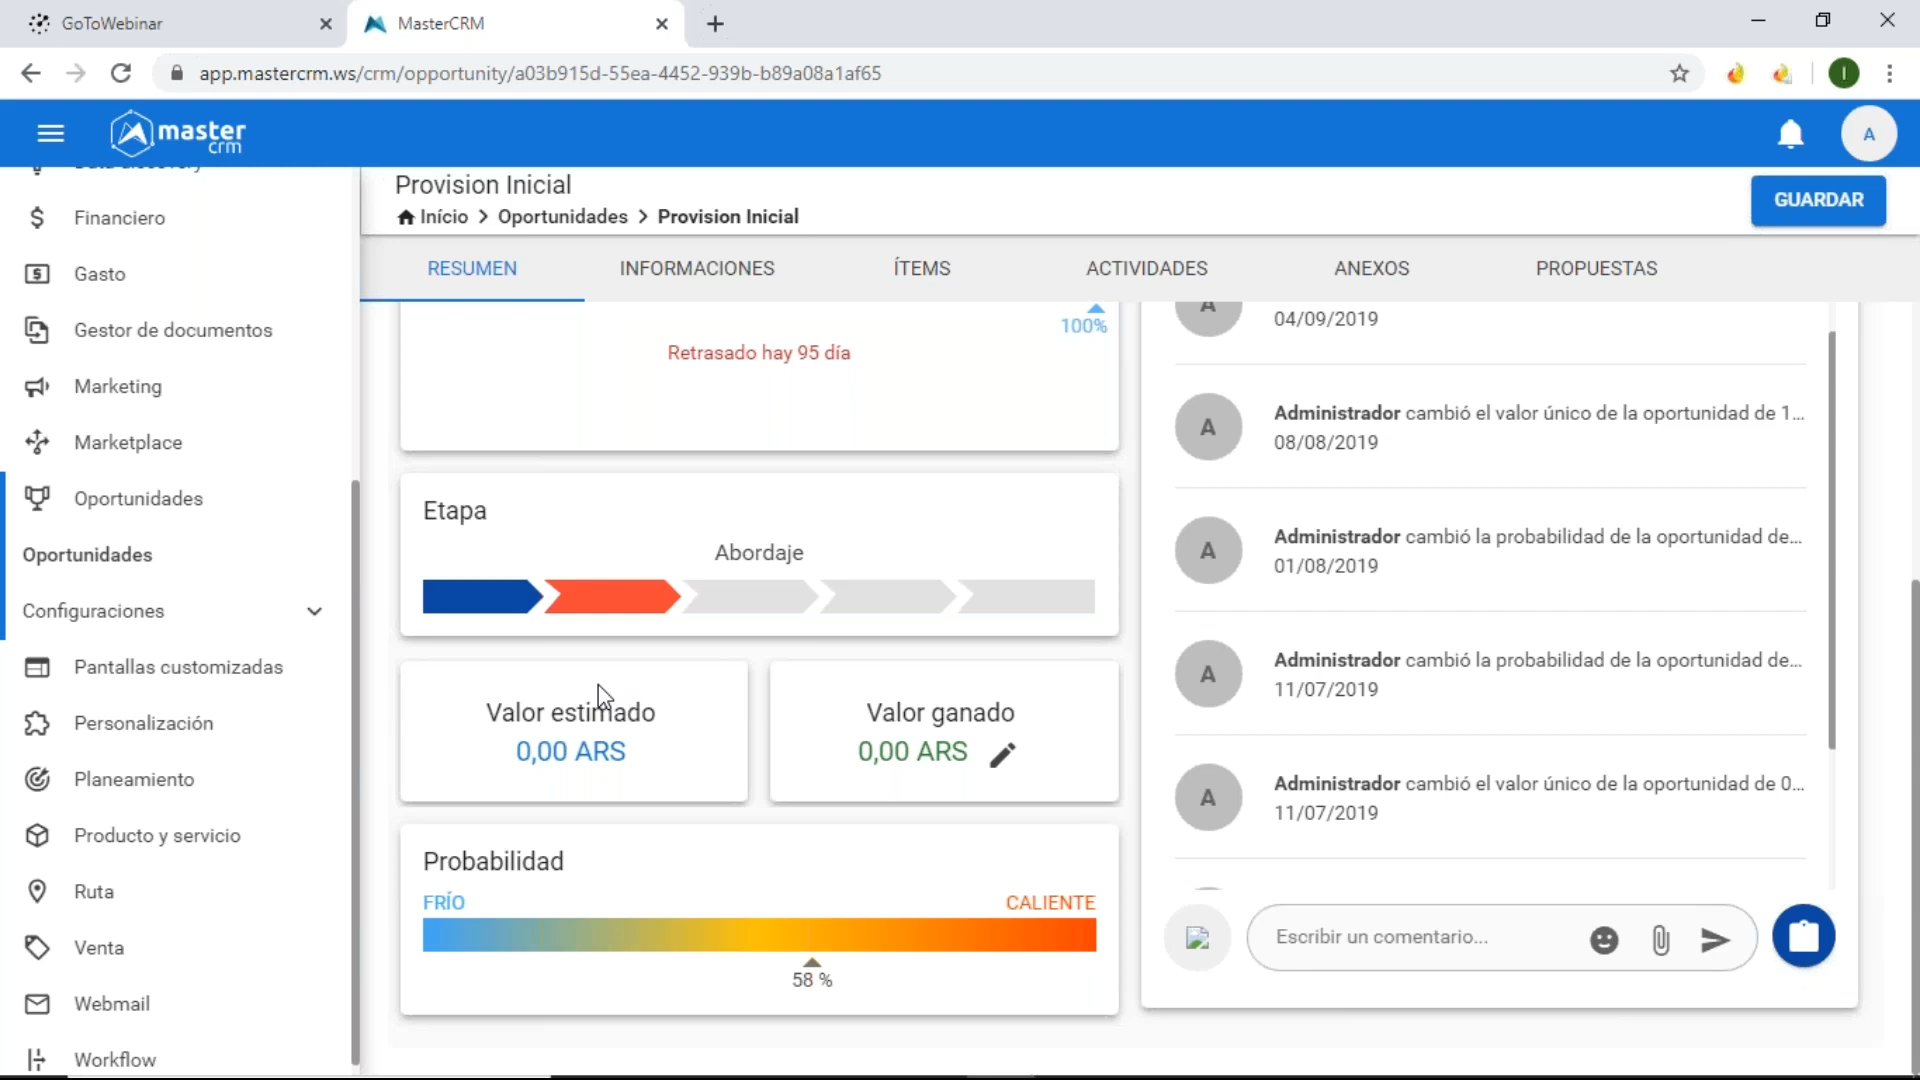 GoToWebinar
MasterCRM
app.mastercrm.ws/crm/opportunity/a03b915d-55ea-4452-939b-b89a08a1af65
I
master
crm
A
Financiero
Gasto
Gestor de documentos
Marketing
Marketplace
Oportunidades
Oportunidades
Configuraciones
Pantallas customizadas
Personalización
Planeamiento
Producto y servicio
Ruta
Venta
Webmail
Workflow
Provision Inicial
Início > Oportunidades > Provision Inicial
GUARDAR
RESUMEN INFORMACIONES ÍTEMS ACTIVIDADES ANEXOS PROPUESTAS
100%
Retrasado hay 95 día
Etapa
Abordaje
Valor estimado
0,00 ARS
Valor ganado
0,00 ARS
Probabilidad
FRÍO CALIENTE
58 %
A
04/09/2019
A
Administrador cambió el valor único de la oportunidad de 1...
08/08/2019
A
Administrador cambió la probabilidad de la oportunidad de...
01/08/2019
A
Administrador cambió la probabilidad de la oportunidad de...
11/07/2019
A
Administrador cambió el valor único de la oportunidad de 0...
11/07/2019
Escribir un comentario...